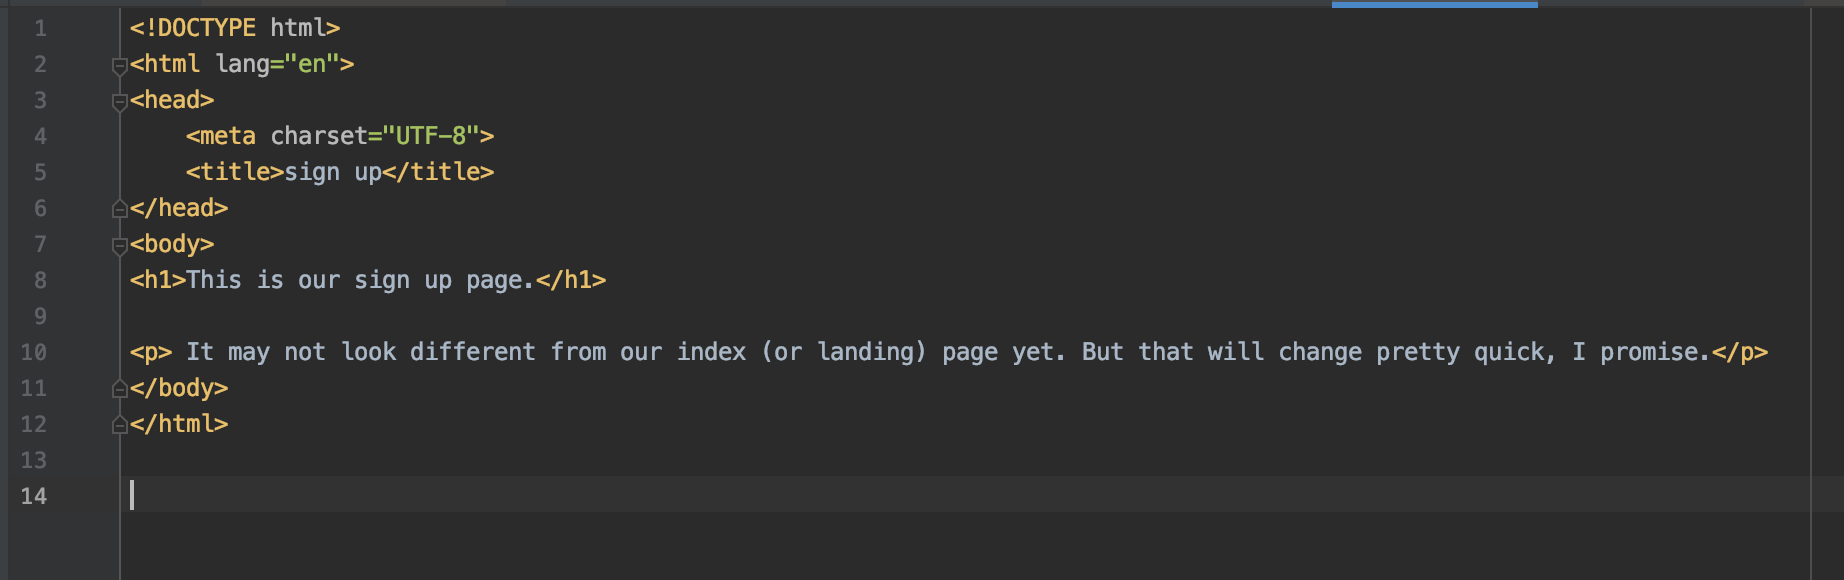 1 <!DOCTYPE html>
2 <html lang="en">
3 <head>
4     <meta charset="UTF-8">
5     <title>sign up</title>
6 </head>
7 <body>
8 <h1>This is our sign up page.</h1>
9
10 <p> It may not look different from our index (or landing) page yet. But that will change pretty quick, I promise.</p>
11 </body>
12 </html>
13
14